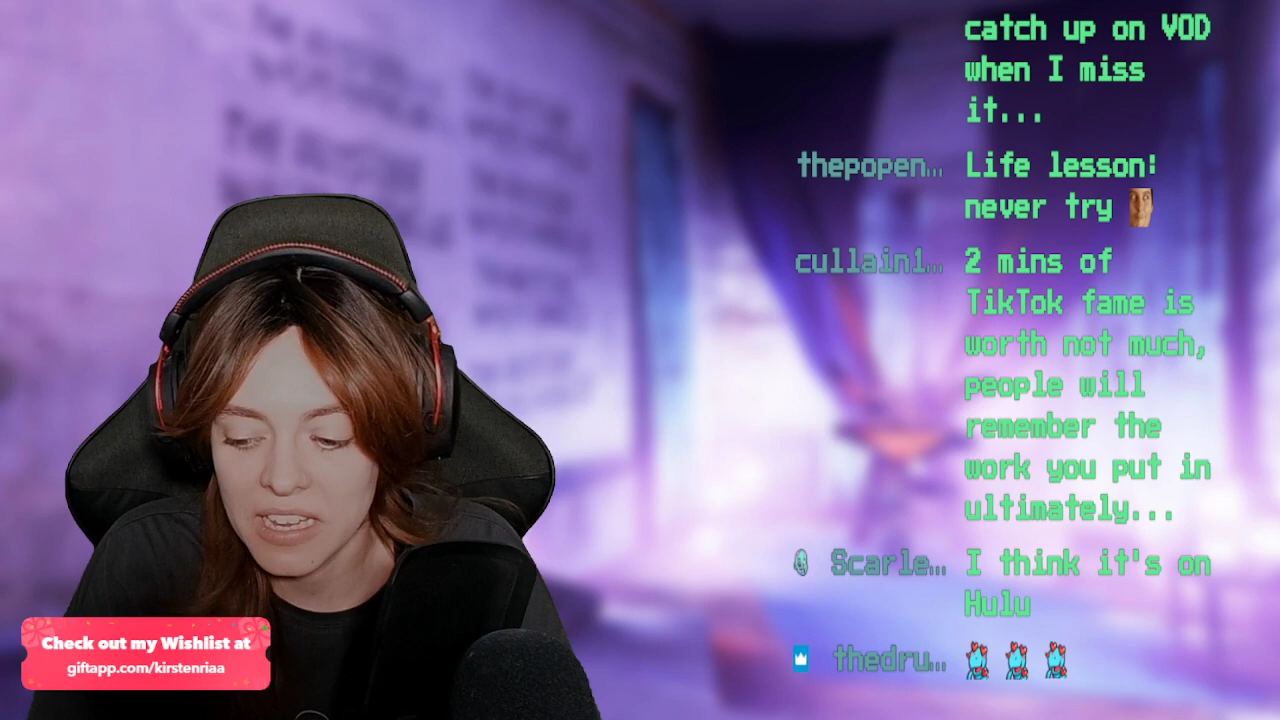 catch up on VOD
when I miss
it...
thepopen... Life lesson:
never try
cullain1... 2 mins of
TikTok fame is
worth not much,
people will
remember the
work you put in
ultimately...
Scarle... I think it's on
Hulu
thedru...
Check out my Wishlist at
giftapp.com/kirstenriaa